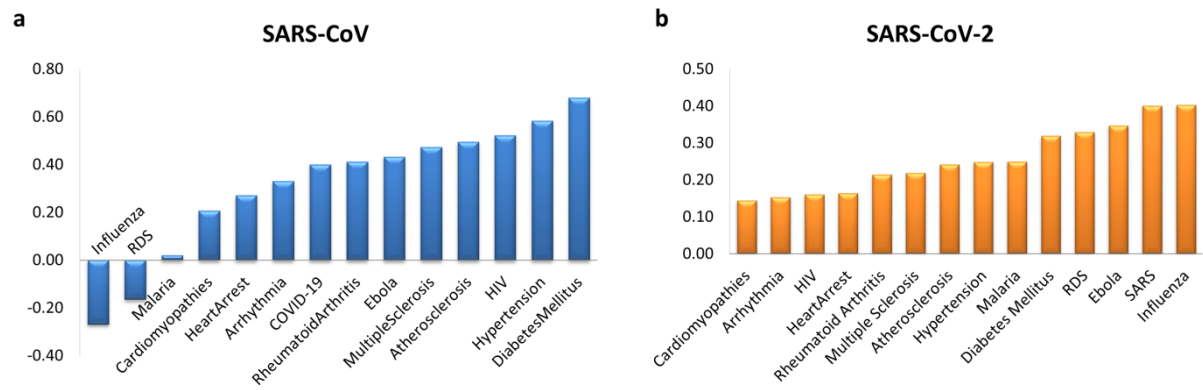 a
SARS-CoV
0.80
0.60
0.40
0.20
0.00
-0.20
-0.40
Influenza
RDS
Malaria
Cardiomyopathies
HeartArrest
Arrhythmia
COVID-19
RheumatoidArthritis
Ebola
MultipleSclerosis
Atherosclerosis
HIV
Hypertension
DiabetesMellitus
b
SARS-CoV-2
0.50
0.40
0.30
0.20
0.10
0.00
Cardiomyopathies
Arrhythmia
HIV
HeartArrest
Rheumatoid Arthritis
Multiple Sclerosis
Atherosclerosis
Hypertension
Malaria
Diabetes Mellitus
RDS
Ebola
SARS
Influenza